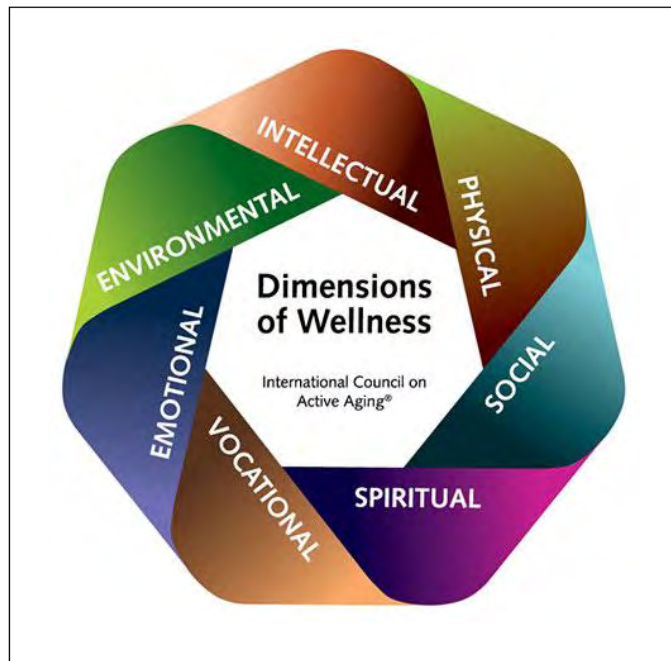 INTELLECTUAL
PHYSICAL
SOCIAL
SPIRITUAL
VOCATIONAL
EMOTIONAL
ENVIRONMENTAL
Dimensions
of Wellness
International Council on
Active Aging®